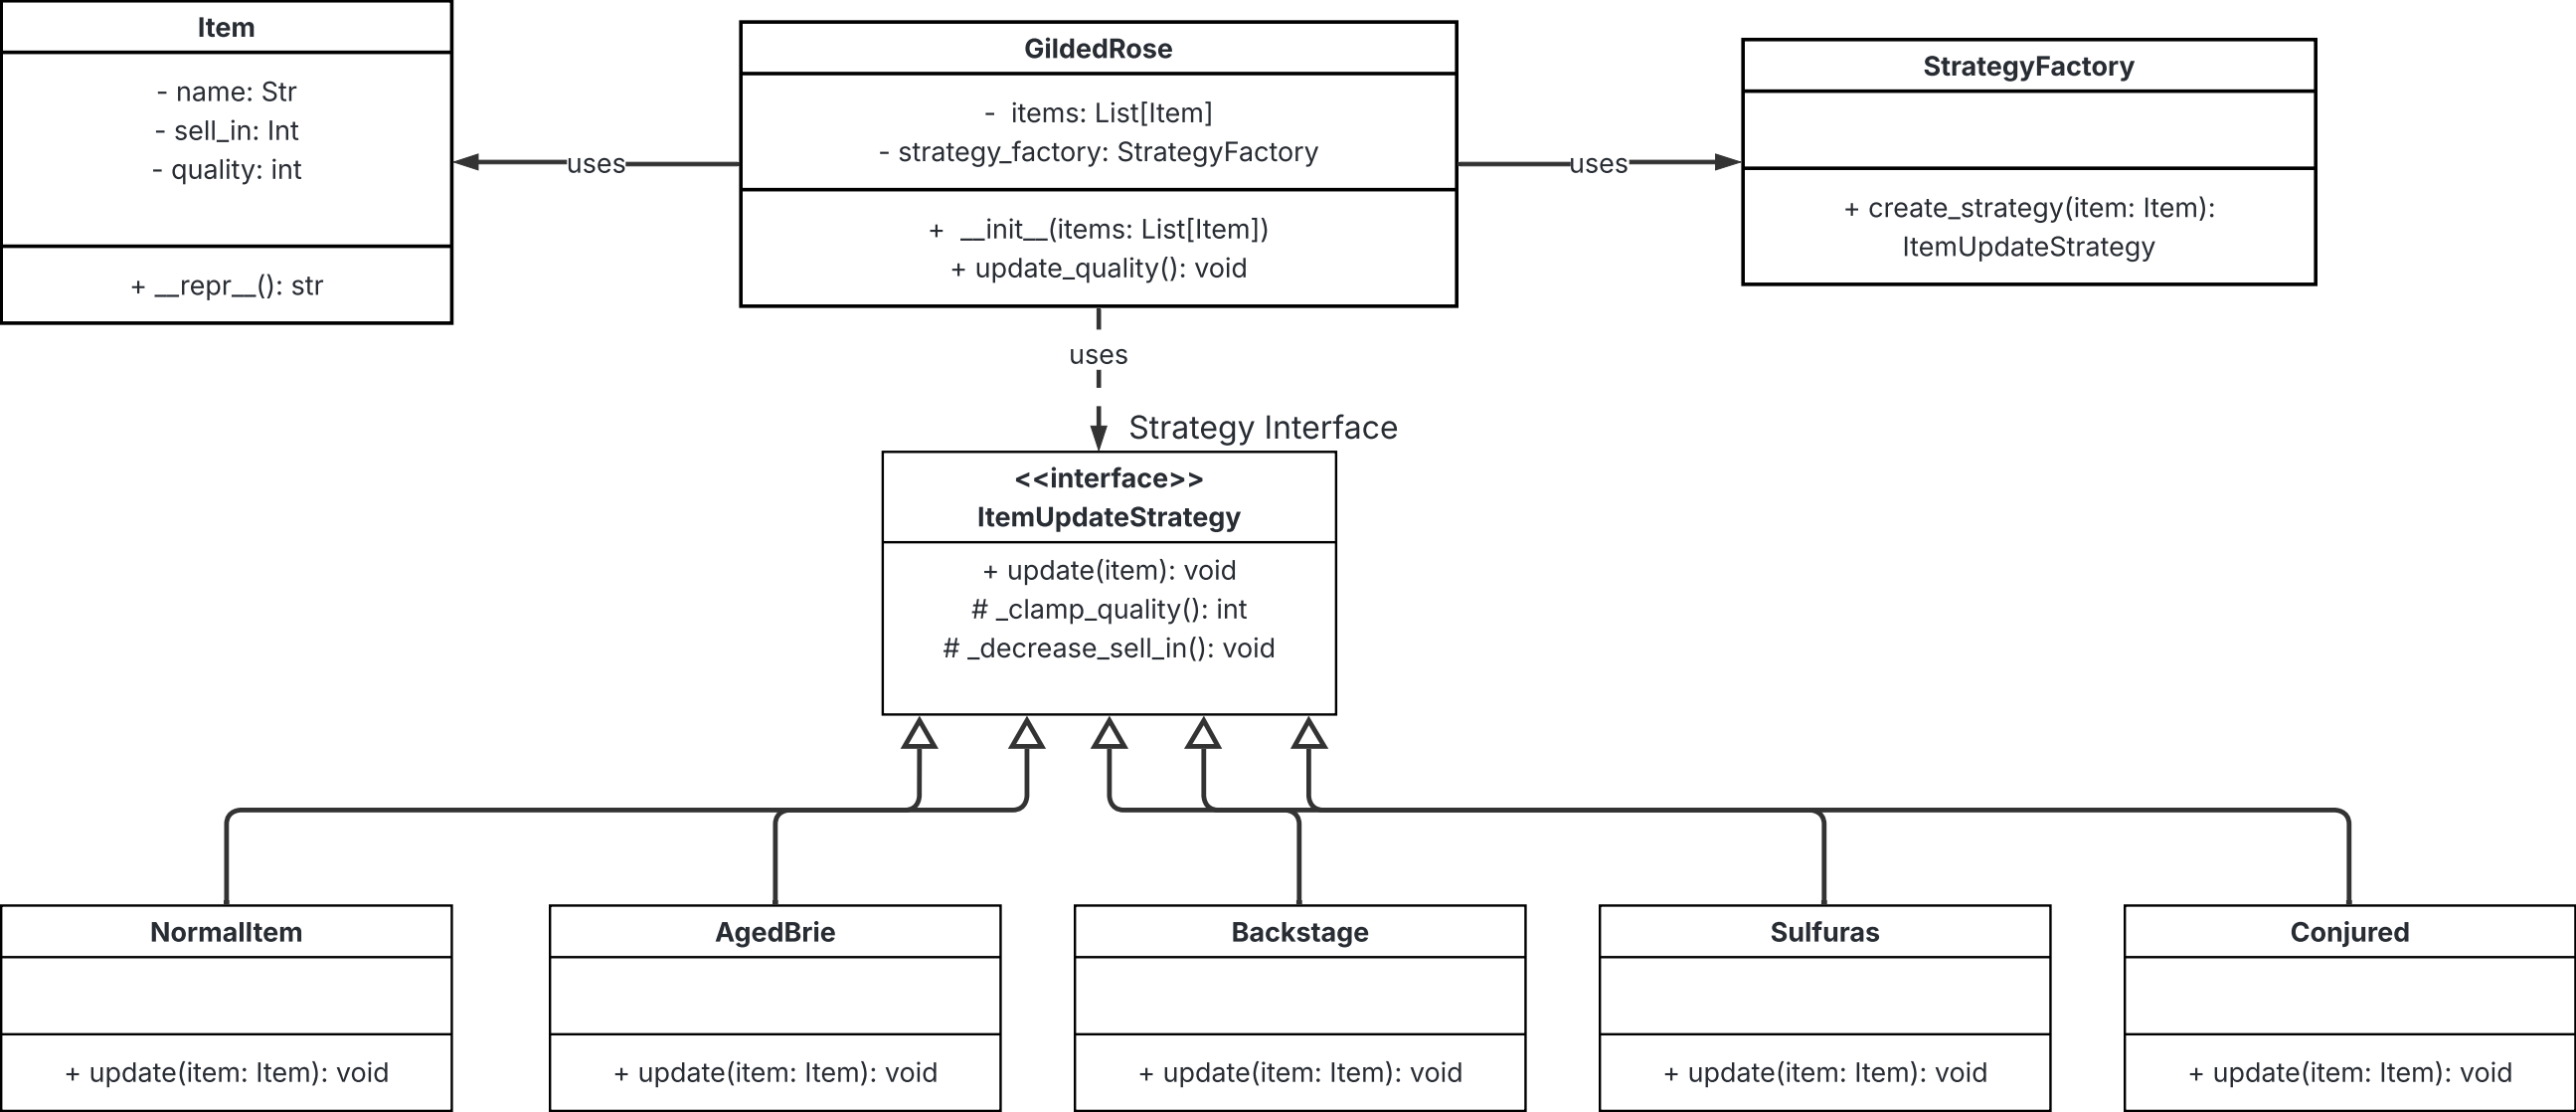 Item
- name: Str
- sell_in: Int
- quality: int
+ __repr__(): str
uses
GildedRose
-  items: List[Item]
- strategy_factory: StrategyFactory
+  __init__(items: List[Item])
+ update_quality(): void
uses
StrategyFactory
+ create_strategy(item: Item):
ItemUpdateStrategy
uses
Strategy Interface
<<interface>>
ItemUpdateStrategy
+ update(item): void
# _clamp_quality(): int
# _decrease_sell_in(): void
NormalItem
+ update(item: Item): void
AgedBrie
+ update(item: Item): void
Backstage
+ update(item: Item): void
Sulfuras
+ update(item: Item): void
Conjured
+ update(item: Item): void